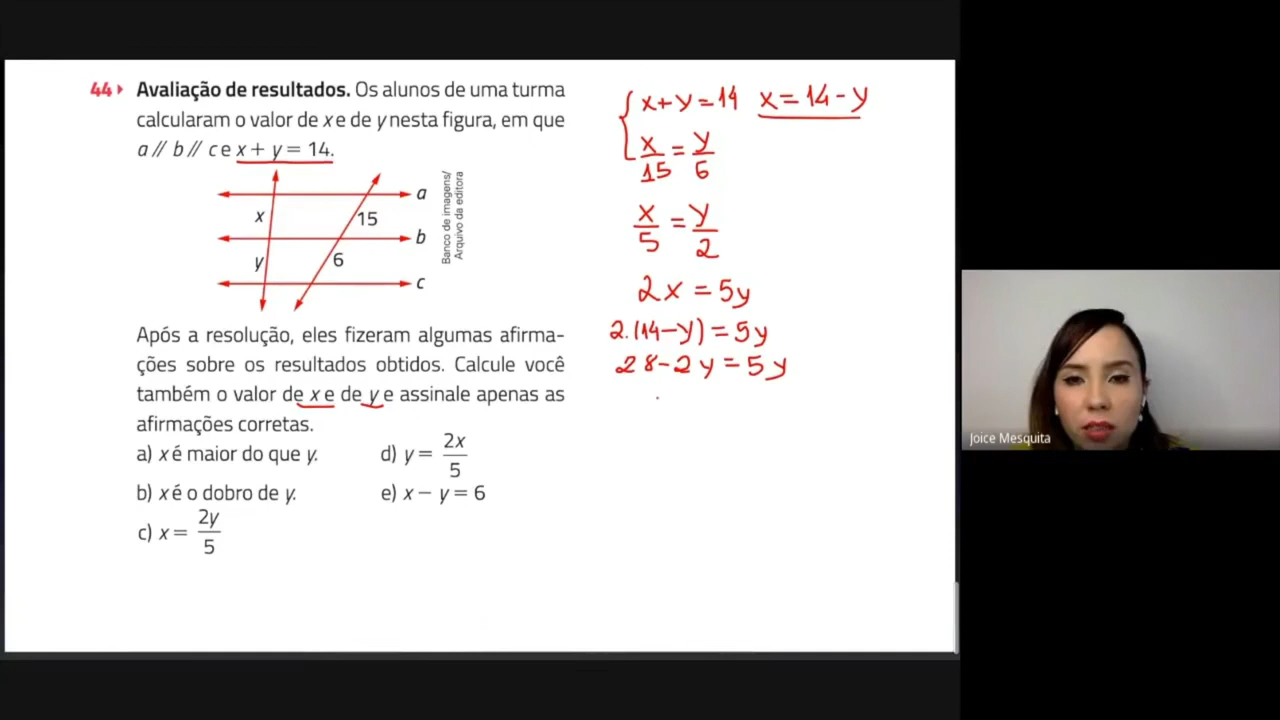 44 Avaliação de resultados. Os alunos de uma turma
calcularam o valor de x e de y nesta figura, em que
a // b // c e x + y = 14.
a
x
15
b
y
6
c
Banco de imagens/
Arquivo da editora
Após a resolução, eles fizeram algumas afirma-
ções sobre os resultados obtidos. Calcule você
também o valor de x e de y e assinale apenas as
afirmações corretas.
a) x é maior do que y.
b) x é o dobro de y.
c) x = 2y/5
d) y = 2x/5
e) x – y = 6
x + y = 14 x = 14 - y
x/15 = y/6
x/5 = y/2
2x = 5y
2.(14-y) = 5y
28-2y = 5y
Joice Mesquita